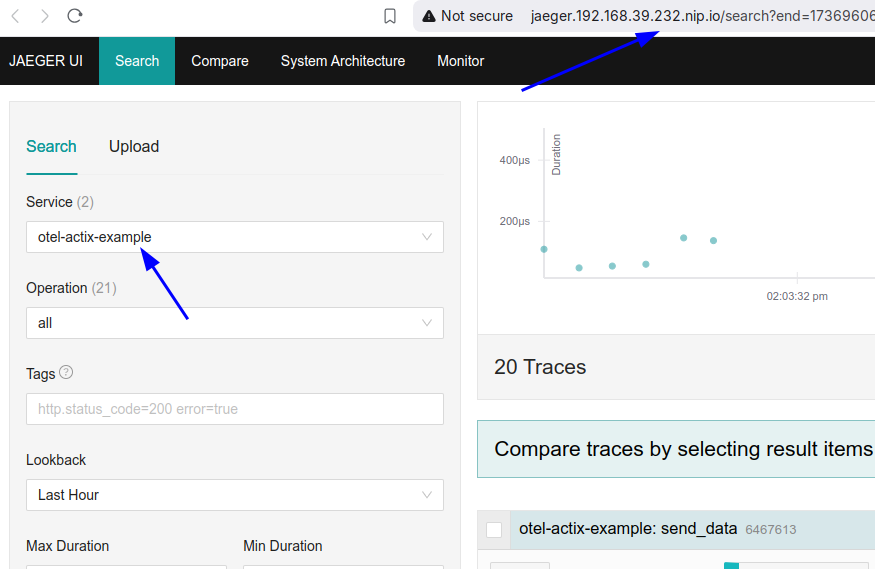 Not secure jaeger.192.168.39.232.nip.io/search?end=17369606
JAEGER UI Search Compare System Architecture Monitor
Search Upload
Service (2)
otel-actix-example
Operation (21)
all
Tags ?
http.status_code=200 error=true
Lookback
Last Hour
Max Duration Min Duration
Duration
400µs
200µs
02:03:32 pm
20 Traces
Compare traces by selecting result items
otel-actix-example: send_data 6467613